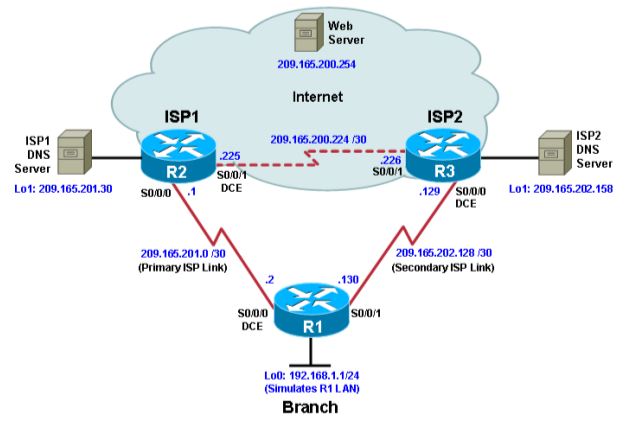 Web
Server
209.165.200.254
Internet
ISP1
ISP2
ISP1
DNS
Server
ISP2
DNS
Server
209.165.200.224 /30
.225
.226
R2
R3
S0/0/1
DCE
S0/0/1
Lo1: 209.165.201.30
S0/0/0
.1
.129
S0/0/0
DCE
Lo1: 209.165.202.158
209.165.201.0 /30
(Primary ISP Link)
209.165.202.128 /30
(Secondary ISP Link)
.2
.130
S0/0/0
DCE
S0/0/1
R1
Lo0: 192.168.1.1/24
(Simulates R1 LAN)
Branch